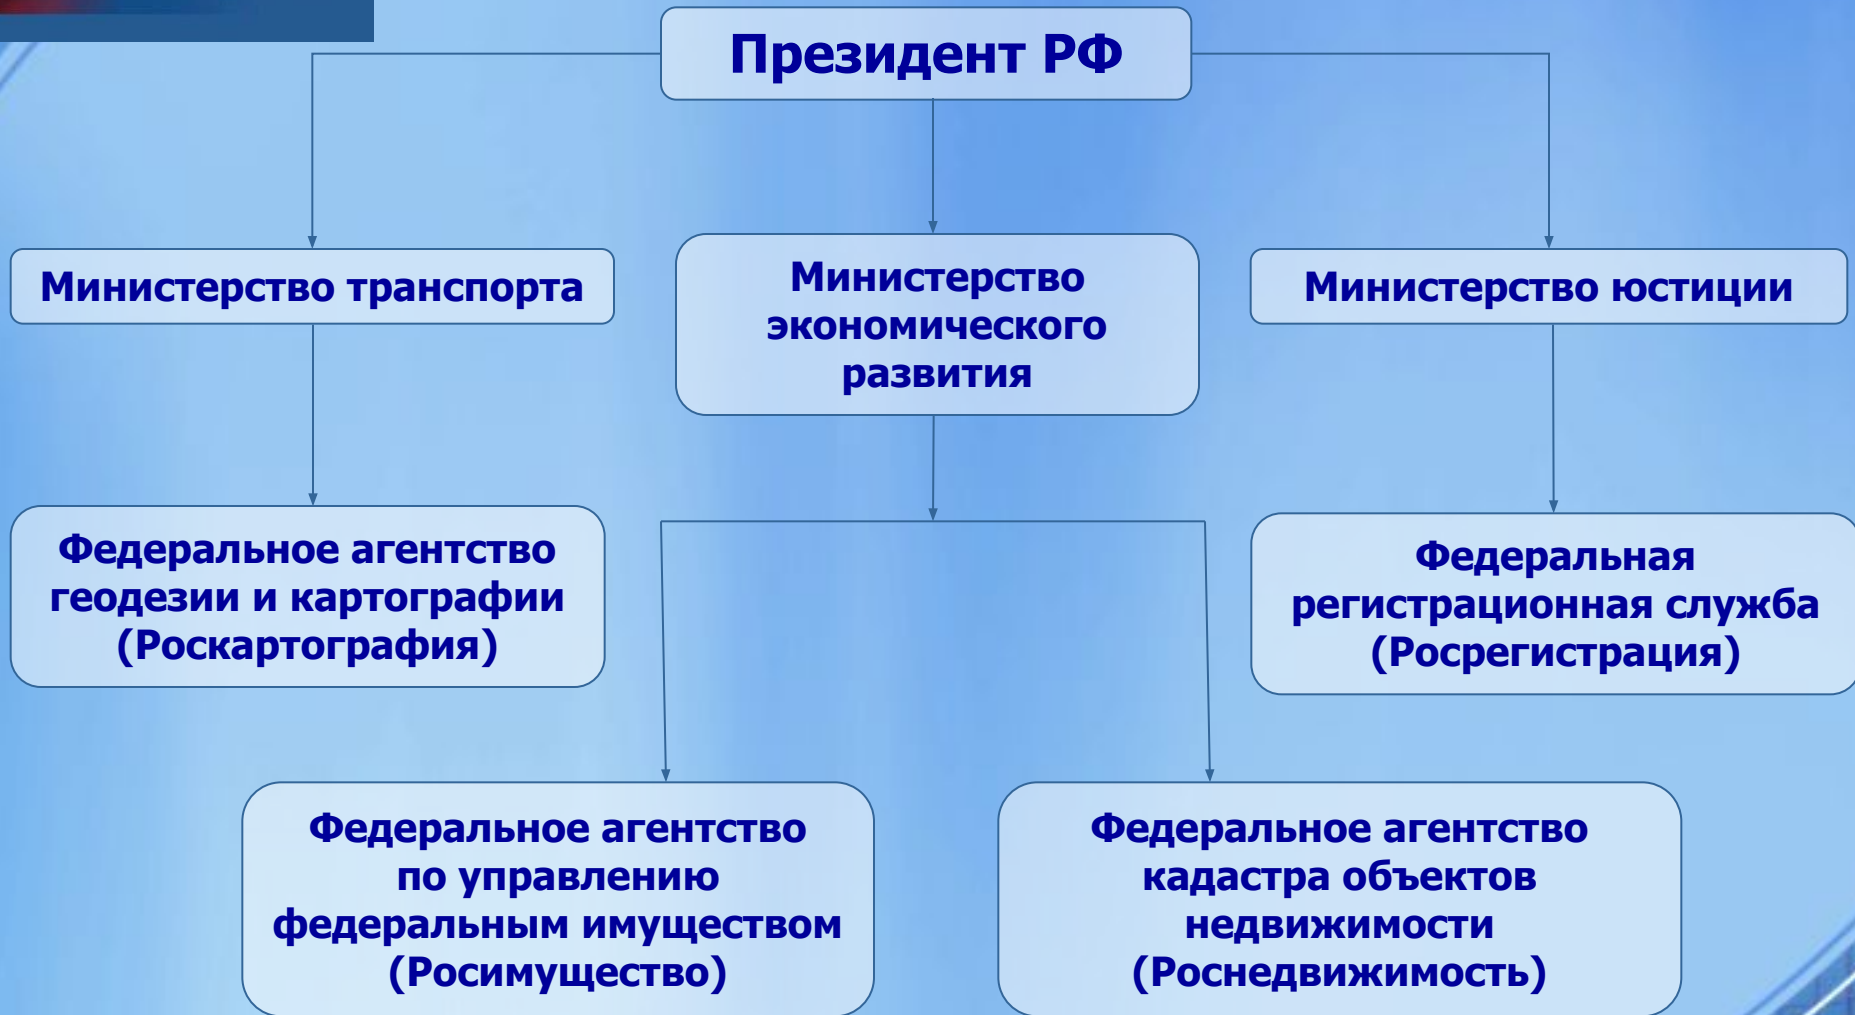 Президент РФ
Министерство транспорта
Министерство
экономического
развития
Министерство юстиции
Федеральное агентство
геодезии и картографии
(Роскартография)
Федеральная
регистрационная служба
(Росрегистрация)
Федеральное агентство
по управлению
федеральным имуществом
(Росимущество)
Федеральное агентство
кадастра объектов
недвижимости
(Роснедвижимость)